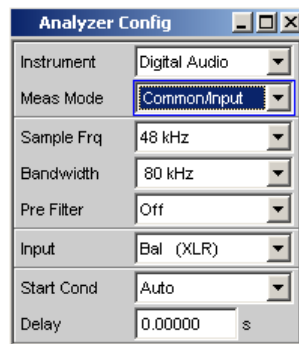 Analyzer Config
Instrument Digital Audio
Meas Mode Common/Input
Sample Frq 48 kHz
Bandwidth 80 kHz
Pre Filter Off
Input Bal (XLR)
Start Cond Auto
Delay 0.00000 s